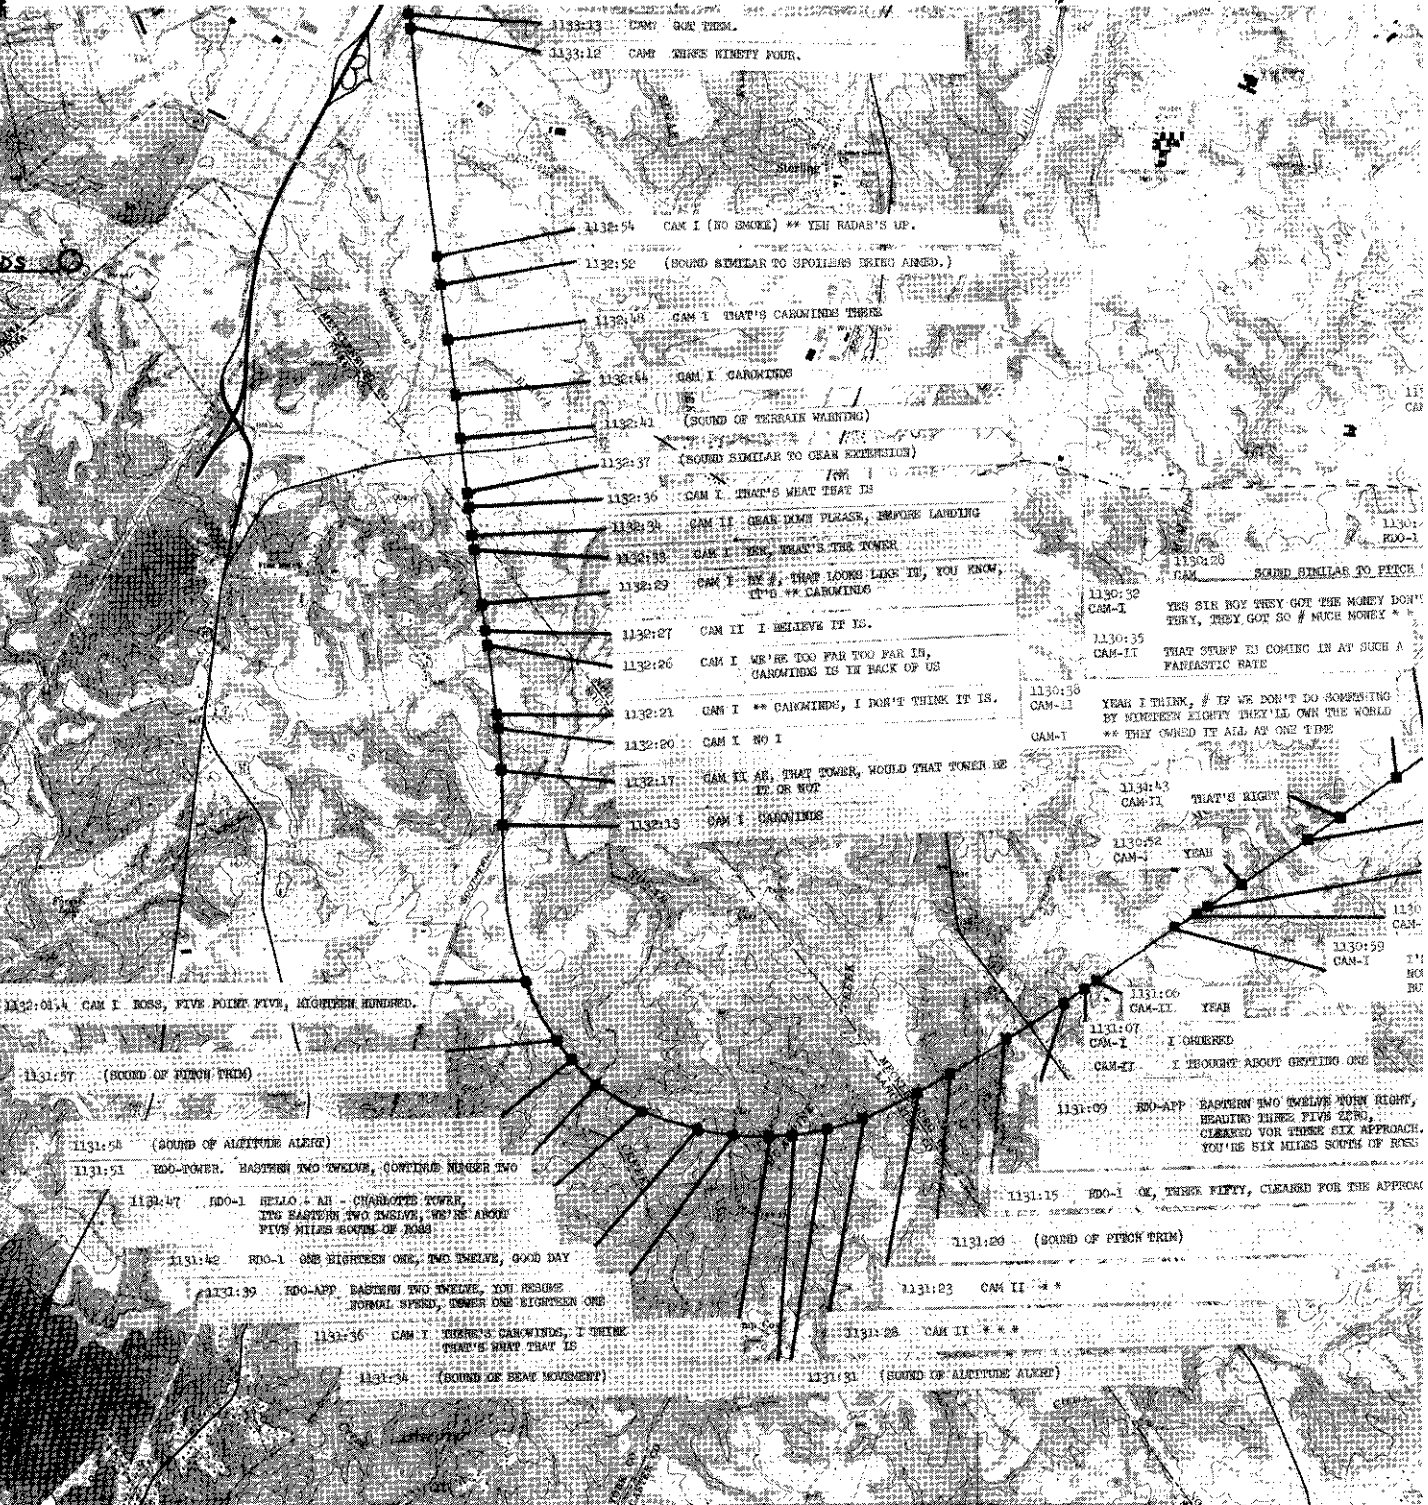 1133:13 CAM? GOT THEM.
1133:12 CAM? THREE NINETY FOUR.
Sterling
1132:54 CAM I (NO SMOKE) ** YEH RADAR'S UP.
DS
1132:52 (SOUND SIMILAR TO SPOILERS BEING ARMED.)
1132:48 CAM I THAT'S CAROWINDS THERE
1132:44 CAM I CAROWINDS
1132:41 (SOUND OF TERRAIN WARNING)
1132:37 (SOUND SIMILAR TO GEAR EXTENSION)
1132:36 CAM I THAT'S WHAT THAT IS
1132:34 CAM II GEAR DOWN PLEASE, BEFORE LANDING
1132:33 CAM I YEH, THAT'S THE TOWER
1132:29 CAM I BY #, THAT LOOKS LIKE IT, YOU KNOW,
IT'S ** CAROWINDS
1132:27 CAM II I BELIEVE IT IS.
1132:26 CAM I WE'RE TOO FAR TOO FAR IN,
CAROWINDS IS IN BACK OF US
1132:21 CAM I ** CAROWINDS, I DON'T THINK IT IS.
1132:20 CAM I NO I
1132:17 CAM II AH, THAT TOWER, WOULD THAT TOWER BE
IT OR NOT
1132:13 CAM I CAROWINDS
1130:
RDO-1
1130:28
CAM SOUND SIMILAR TO PITCH
1130:32
CAM-I YES SIR BOY THEY GOT THE MONEY DON'T
THEY, THEY GOT SO # MUCH MONEY *
1130:35
CAM-II THAT STUFF IS COMING IN AT SUCH A
FANTASTIC RATE
1130:38
CAM-II YEAH I THINK, # IF WE DON'T DO SOMETHING
BY NINETEEN EIGHTY THEY'LL OWN THE WORLD
CAM-I ** THEY OWNED IT ALL AT ONE TIME
1130:43
CAM-II THAT'S RIGHT
1130:52
CAM-I YEAH
1130
CAM-
1130:59
CAM-I I'
NO
BU
1131:06
CAM-II YEAH
1131:07
CAM-I I ORDERED
CAM-II I THOUGHT ABOUT GETTING ONE
1131:09 RDO-APP EASTERN TWO TWELVE TURN RIGHT,
HEADING THREE FIVE ZERO,
CLEARED VOR THREE SIX APPROACH.
YOU'RE SIX MILES SOUTH OF ROSS
1131:15 RDO-1 OK, THREE FIFTY, CLEARED FOR THE APPROAC
1131:20 (SOUND OF PITCH TRIM)
1131:23 CAM II * *
1131:28 CAM II * * *
1131:31 (SOUND OF ALTITUDE ALERT)
1132:01.4 CAM I ROSS, FIVE POINT FIVE, EIGHTEEN HUNDRED.
1131:57 (SOUND OF PITCH TRIM)
1131:54 (SOUND OF ALTITUDE ALERT)
1131:51 RDO-TOWER. EASTERN TWO TWELVE, CONTINUE NUMBER TWO
1131:47 RDO-1 HELLO - AH - CHARLOTTE TOWER,
ITS EASTERN TWO TWELVE, WE'RE ABOUT
FIVE MILES SOUTH OF ROSS
1131:42 RDO-1 ONE EIGHTEEN ONE, TWO TWELVE, GOOD DAY
1131:39 RDO-APP EASTERN TWO TWELVE, YOU RESUME
NORMAL SPEED, TOWER ONE EIGHTEEN ONE
1131:36 CAM I THERE'S CAROWINDS, I THINK
THAT'S WHAT THAT IS
1131:34 (SOUND OF SEAT MOVEMENT)